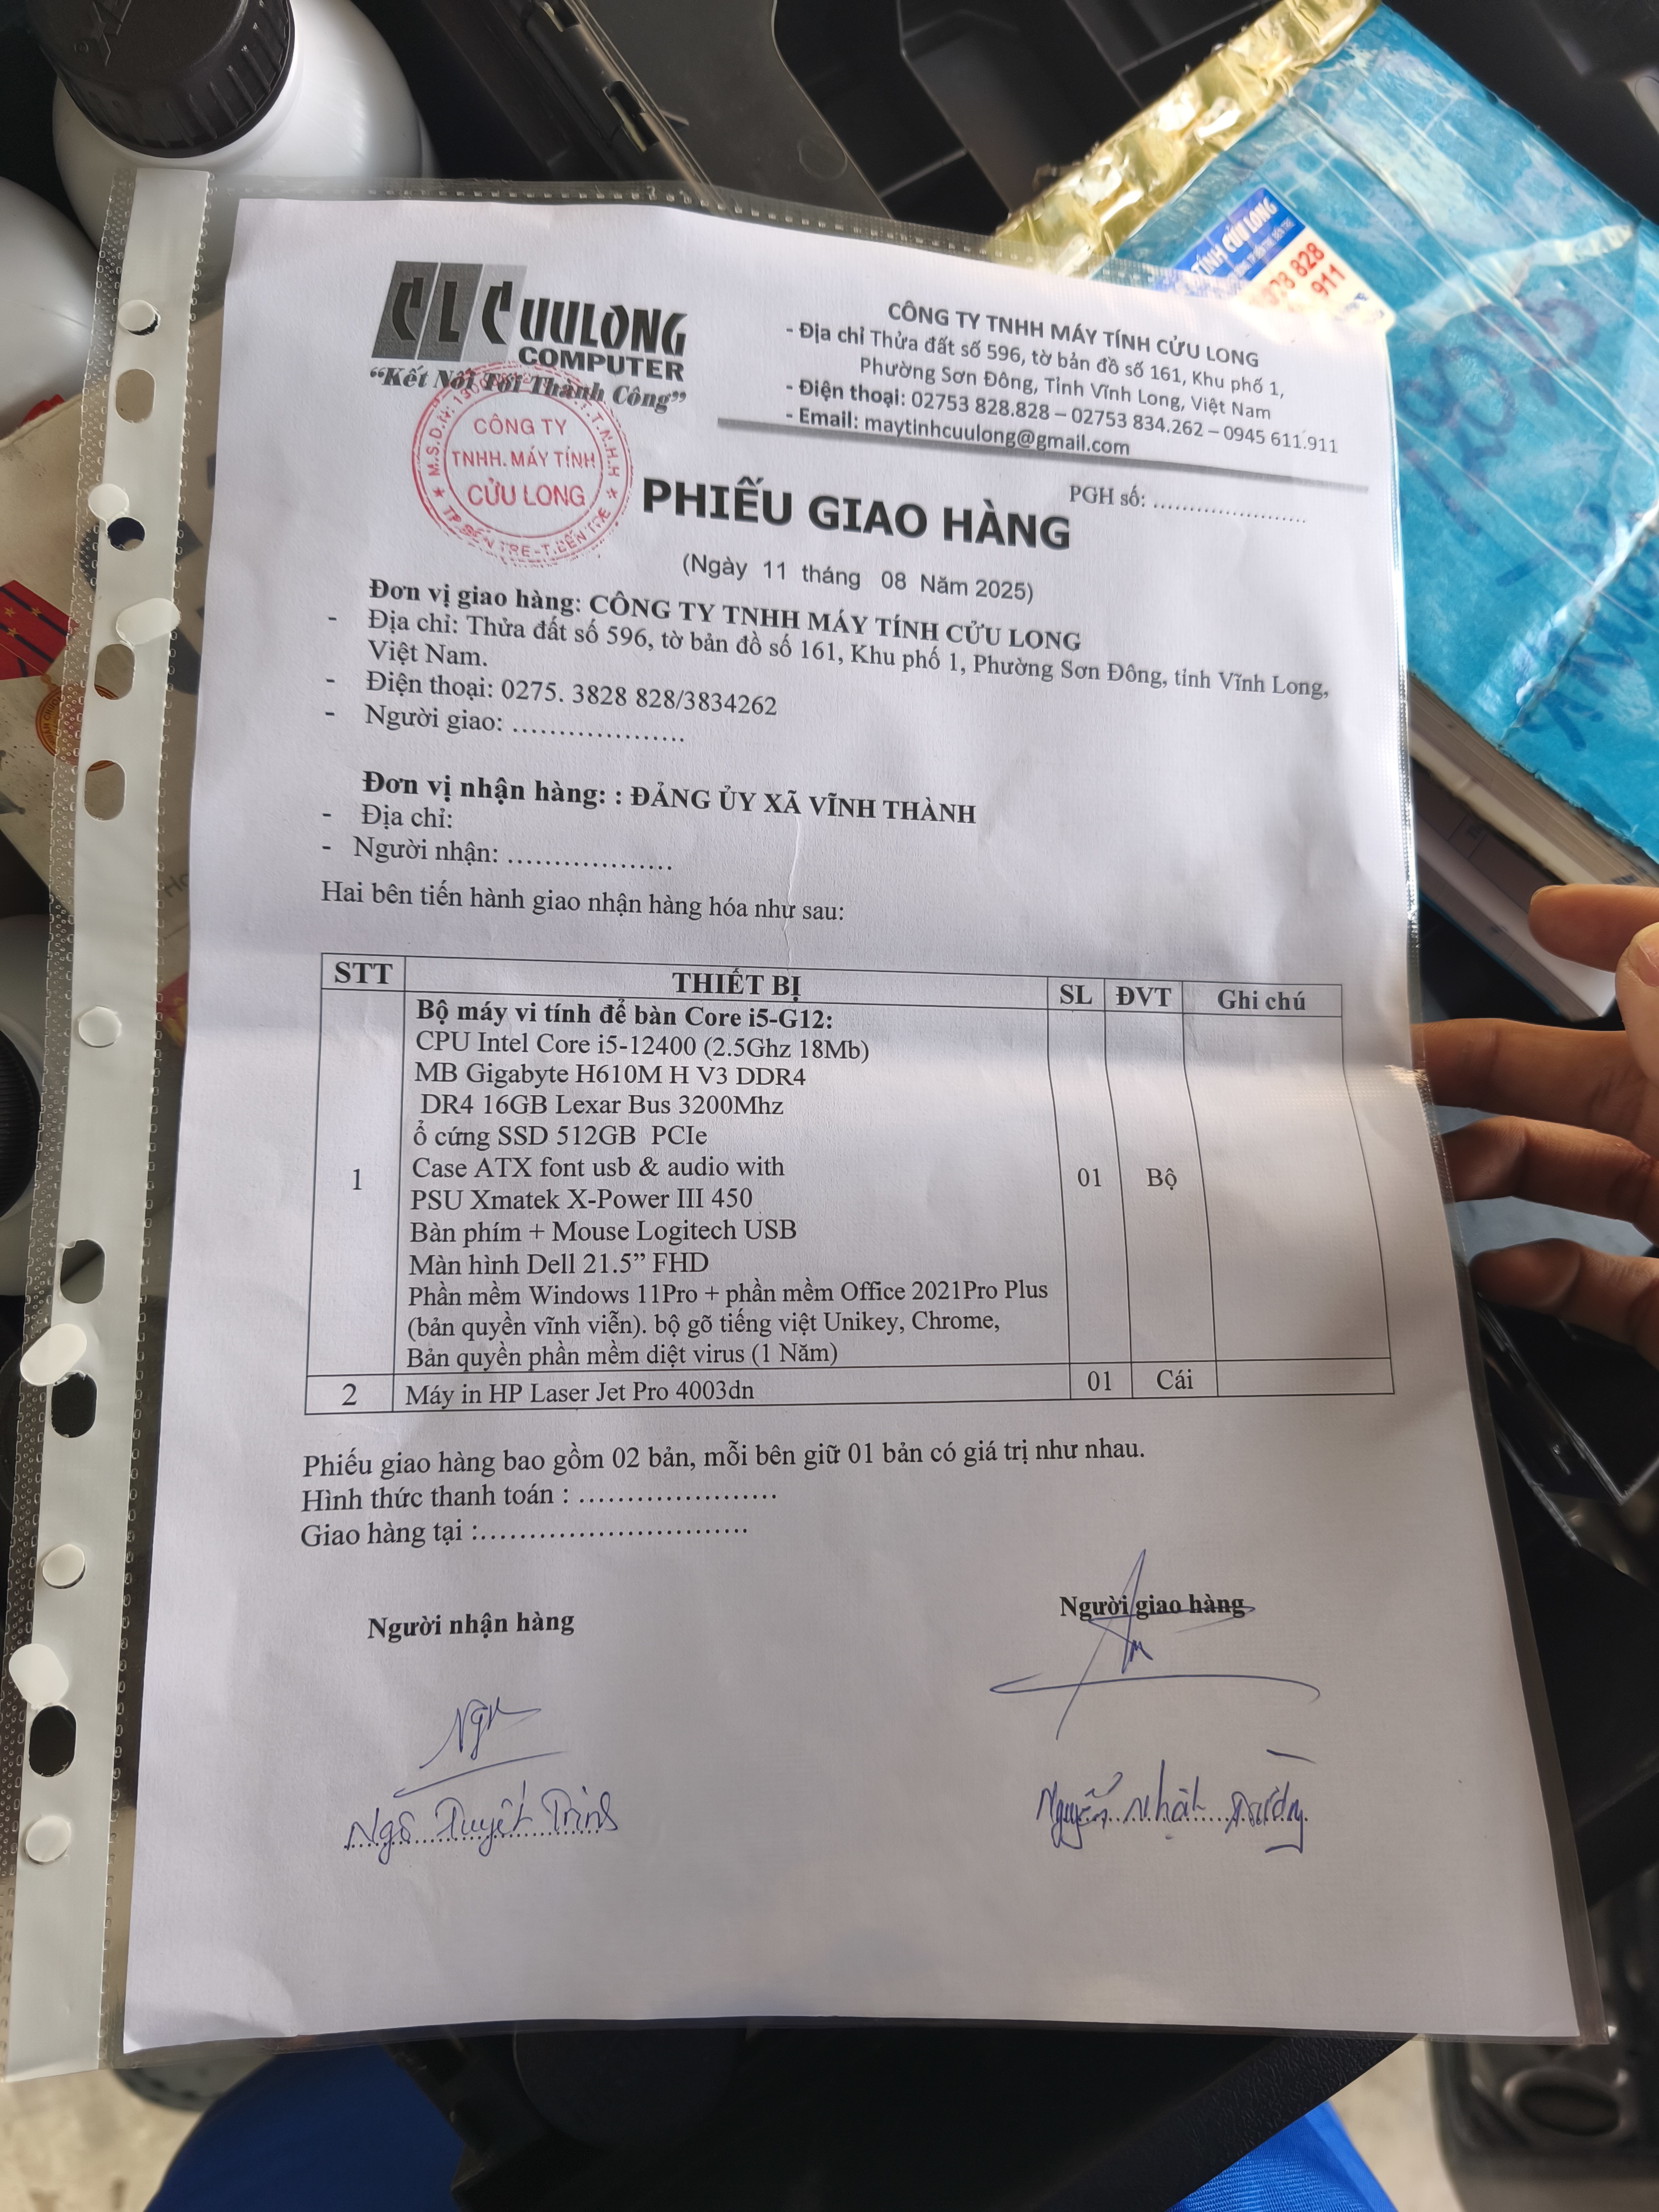 CL CUULONG
COMPUTER
“Kết Nối Tới Thành Công”
CÔNG TY TNHH MÁY TÍNH CỬU LONG
- Địa chỉ Thửa đất số 596, tờ bản đồ số 161, Khu phố 1,
Phường Sơn Đông, Tỉnh Vĩnh Long, Việt Nam
- Điện thoại: 02753 828.828 – 02753 834.262 – 0945 611.911
- Email: maytinhcuulong@gmail.com
M.S.D.N: T.N.H.H
CÔNG TY
TNHH. MÁY TÍNH
CỬU LONG
TP BẾN TRE-T.BẾN TRE
TÍNH CỬU LONG
828
911
PGH số: ........................
PHIẾU GIAO HÀNG
(Ngày 11 tháng 08 Năm 2025)
Đơn vị giao hàng: CÔNG TY TNHH MÁY TÍNH CỬU LONG
- Địa chỉ: Thửa đất số 596, tờ bản đồ số 161, Khu phố 1, Phường Sơn Đông, tỉnh Vĩnh Long,
Việt Nam.
- Điện thoại: 0275. 3828 828/3834262
- Người giao: ....................
Đơn vị nhận hàng: : ĐẢNG ỦY XÃ VĨNH THÀNH
- Địa chỉ:
- Người nhận: ...................
Hai bên tiến hành giao nhận hàng hóa như sau:
STT THIẾT BỊ SL ĐVT Ghi chú
Bộ máy vi tính để bàn Core i5-G12:
CPU Intel Core i5-12400 (2.5Ghz 18Mb)
MB Gigabyte H610M H V3 DDR4
DR4 16GB Lexar Bus 3200Mhz
ổ cứng SSD 512GB PCIe
Case ATX font usb & audio with
1 01 Bộ
PSU Xmatek X-Power III 450
Bàn phím + Mouse Logitech USB
Màn hình Dell 21.5” FHD
Phần mềm Windows 11Pro + phần mềm Office 2021Pro Plus
(bản quyền vĩnh viễn). bộ gõ tiếng việt Unikey, Chrome,
Bản quyền phần mềm diệt virus (1 Năm)
2 Máy in HP Laser Jet Pro 4003dn 01 Cái
Phiếu giao hàng bao gồm 02 bản, mỗi bên giữ 01 bản có giá trị như nhau.
Hình thức thanh toán : .......................
Giao hàng tại :................................
Người nhận hàng Người giao hàng
Ngô Tuyết Trinh Nguyễn Nhật Trường